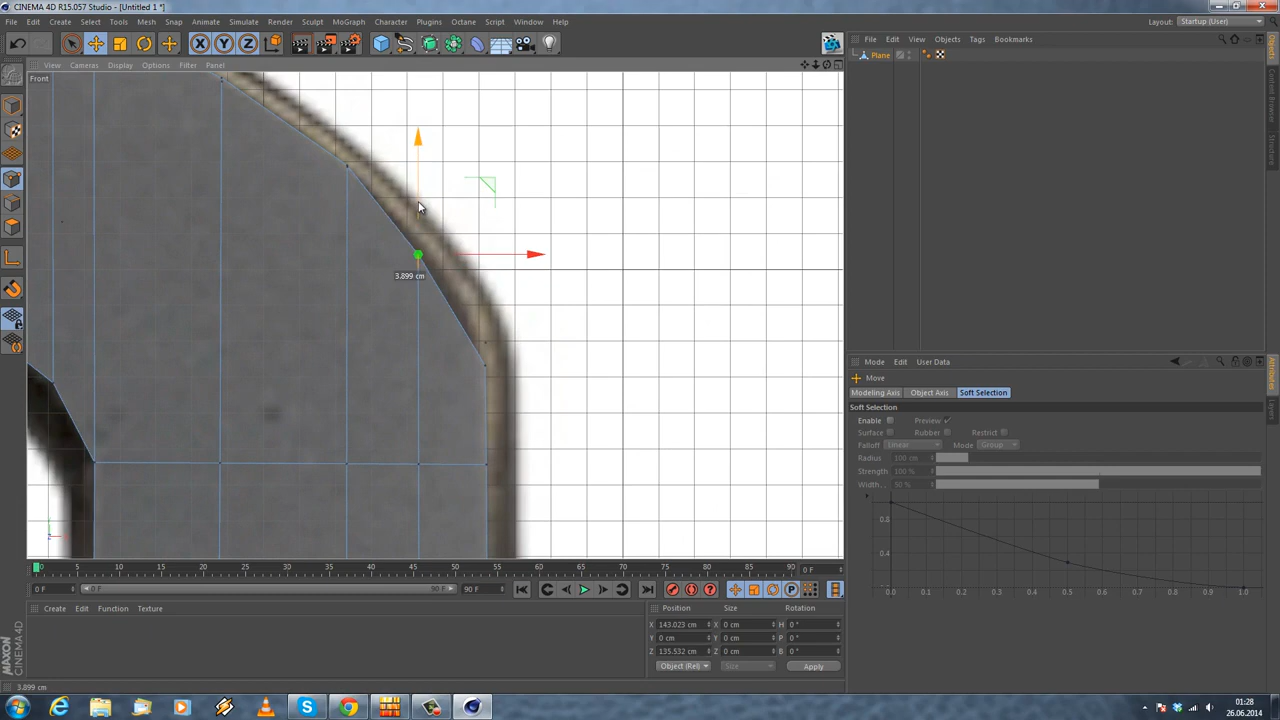 CINEMA 4D R15.057 Studio - [Untitled 1 *]
File Edit Create Select Tools Mesh Snap Animate Simulate Render Sculpt MoGraph Character Plugins Octane Script Window Help
Layout: Startup (User)
X Y Z
File Edit View Objects Tags Bookmarks
View Cameras Display Options Filter Panel
Plane
Front
Objects
Content Browser
Structure
3.899 cm
Mode Edit User Data
Move
Modeling Axis Object Axis Soft Selection
Soft Selection
Enable Preview
Surface Rubber Restrict
Falloff Linear Mode Group
Radius 100 cm
Strength 100 %
Width . . 50 %
0.8
0.4
0.0 0.1 0.2 0.3 0.4 0.5 0.6 0.7 0.8 0.9 1.0
Attributes
Layers
0 5 10 15 20 25 30 35 40 45 50 55 60 65 70 75 80 85 90 0 F
0 F 0 F 90 F 90 F
P
Create Edit Function Texture
Position Size Rotation
X 143.023 cm X 0 cm H 0 °
Y 0 cm Y 0 cm P 0 °
Z 135.532 cm Z 0 cm B 0 °
Object (Rel) Size Apply
MAXON CINEMA 4D
3.899 cm
01:28
26.06.2014